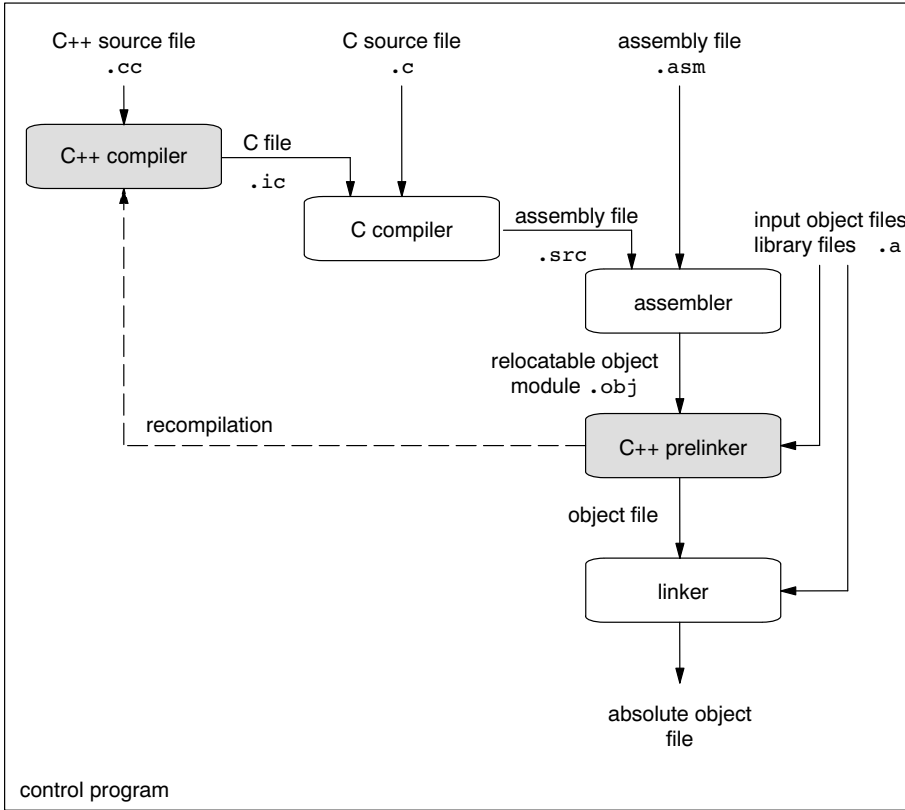 C++ source file
.cc
C source file
.c
assembly file
.asm
C++ compiler
C file
.ic
C compiler
assembly file
.src
input object files
library files .a
assembler
relocatable object
module .obj
recompilation
C++ prelinker
object file
linker
absolute object
file
control program